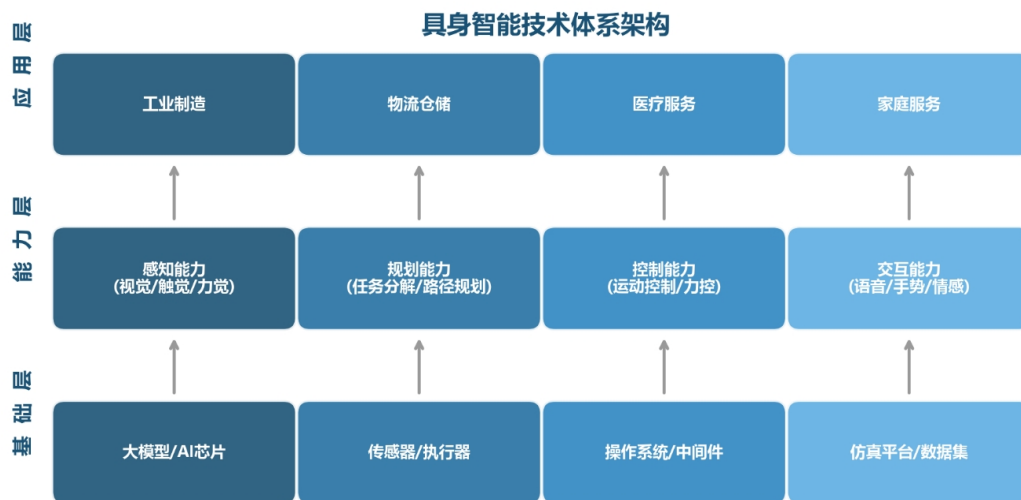 具身智能技术体系架构
应用层
工业制造
物流仓储
医疗服务
家庭服务
能力层
感知能力
(视觉/触觉/力觉)
规划能力
(任务分解/路径规划)
控制能力
(运动控制/力控)
交互能力
(语音/手势/情感)
基础层
大模型/AI芯片
传感器/执行器
操作系统/中间件
仿真平台/数据集